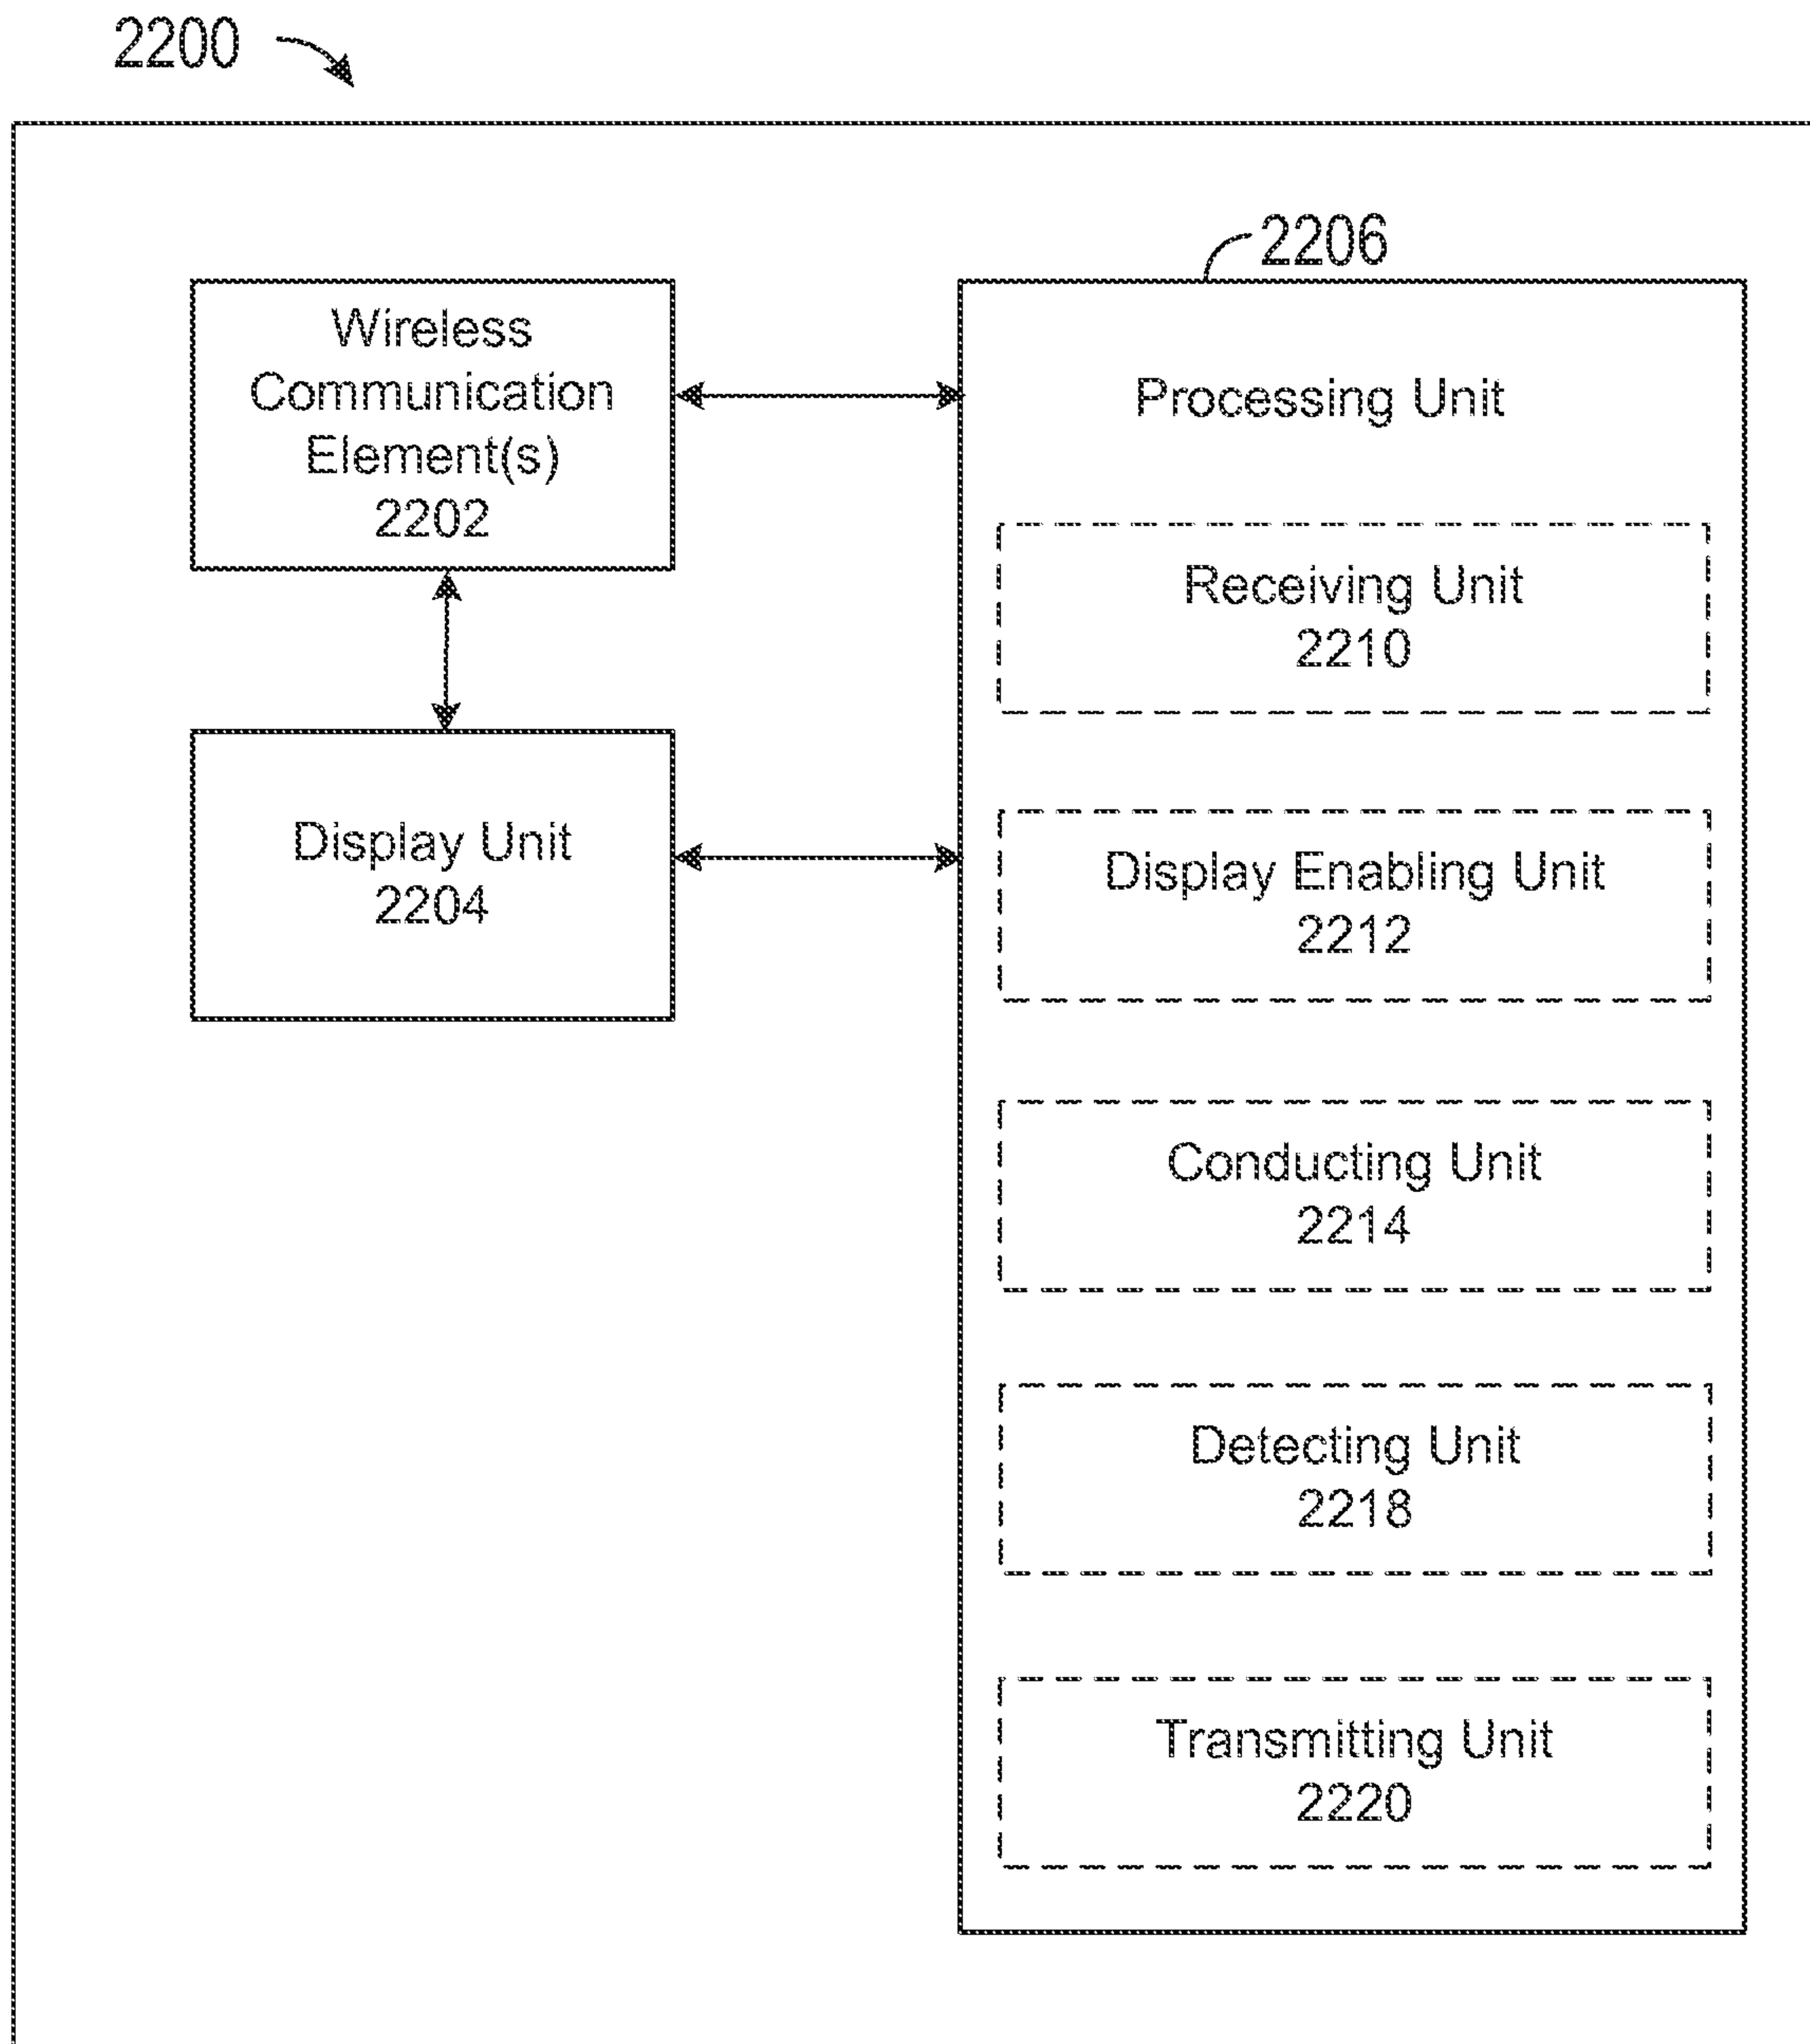 2200
2206
Wireless
Communication
Element(s)
2202
Display Unit
2204
Processing Unit
Receiving Unit
2210
Display Enabling Unit
2212
Conducting Unit
2214
Detecting Unit
2218
Transmitting Unit
2220